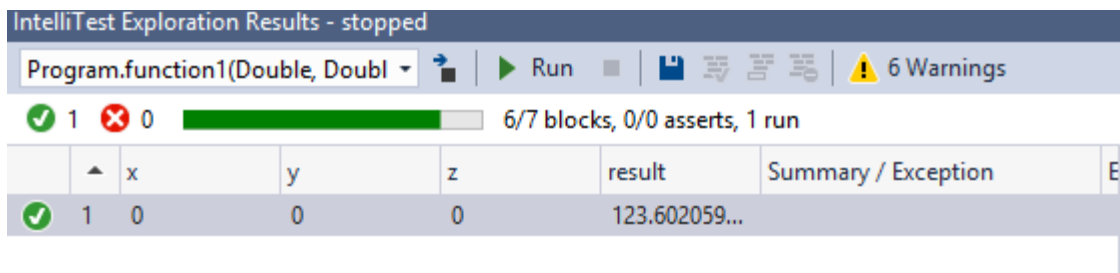 IntelliTest Exploration Results - stopped
Program.function1(Double, Doubl Run 6 Warnings
1 0 6/7 blocks, 0/0 asserts, 1 run
x y z result Summary / Exception E
1 0 0 0 123.602059...